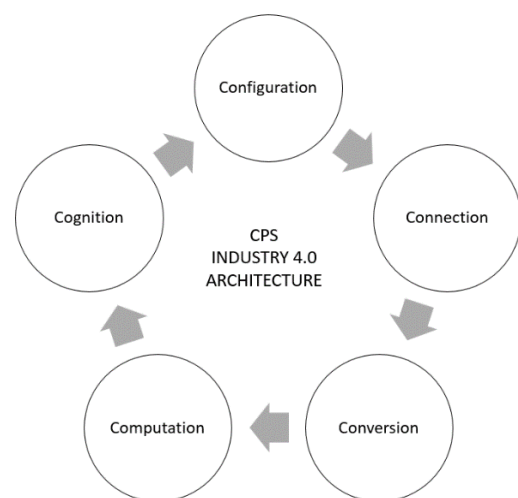 Configuration
Cognition
Connection
CPS
INDUSTRY 4.0
ARCHITECTURE
Computation
Conversion